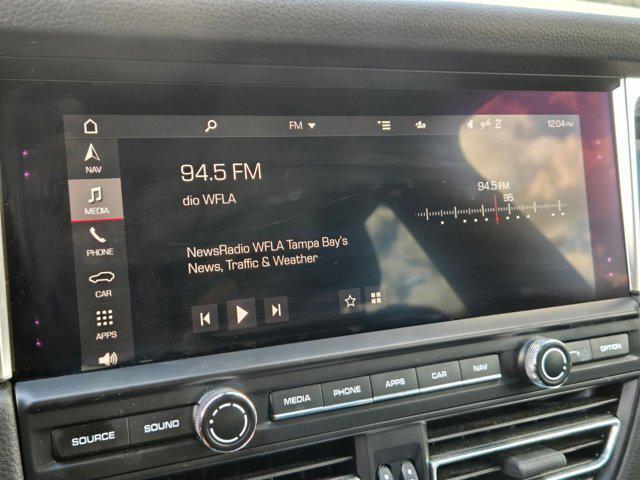 FM
12:04 PM
NAV
94.5 FM
dio WFLA
MEDIA
94.5 FM
95
PHONE
NewsRadio WFLA Tampa Bay's
News, Traffic & Weather
CAR
APPS
MEDIA PHONE APPS CAR NAV OPTION
SOURCE SOUND